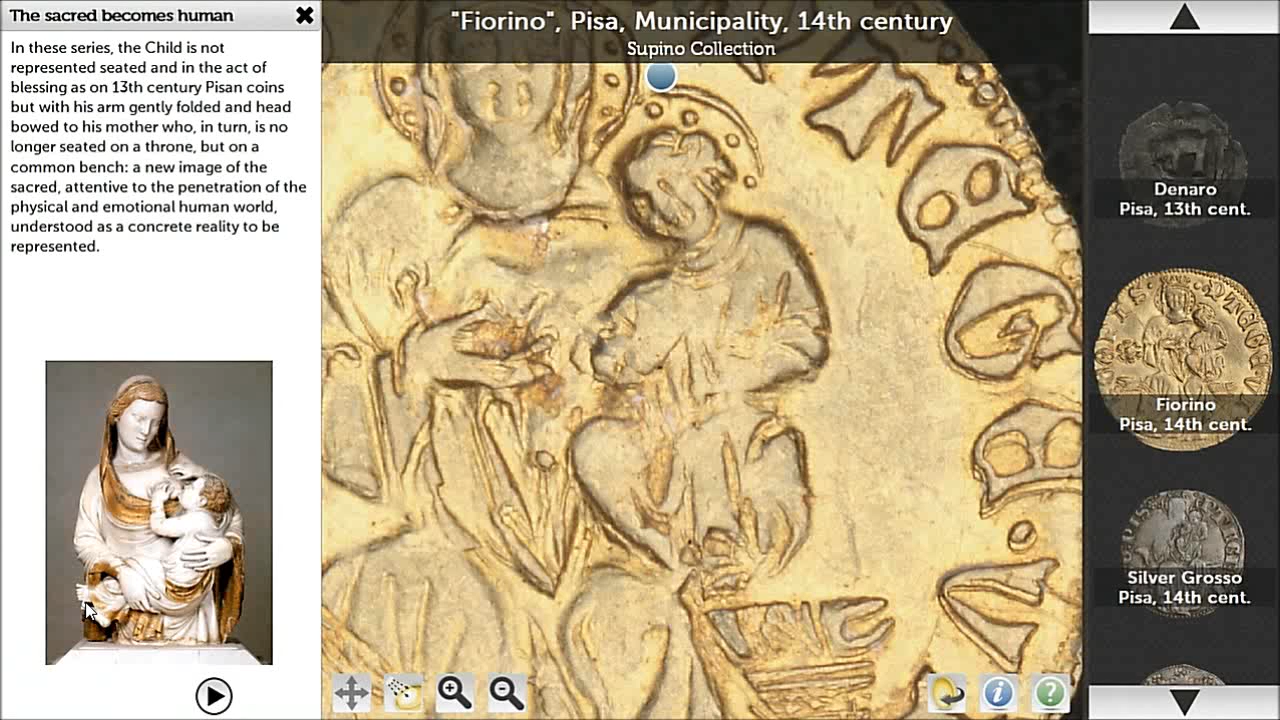 The sacred becomes human
In these series, the Child is not
represented seated and in the act of
blessing as on 13th century Pisan coins
but with his arm gently folded and head
bowed to his mother who, in turn, is no
longer seated on a throne, but on a
common bench: a new image of the
sacred, attentive to the penetration of the
physical and emotional human world,
understood as a concrete reality to be
represented.
"Fiorino", Pisa, Municipality, 14th century
Supino Collection
Denaro
Pisa, 13th cent.
Fiorino
Pisa, 14th cent.
Silver Grosso
Pisa, 14th cent.